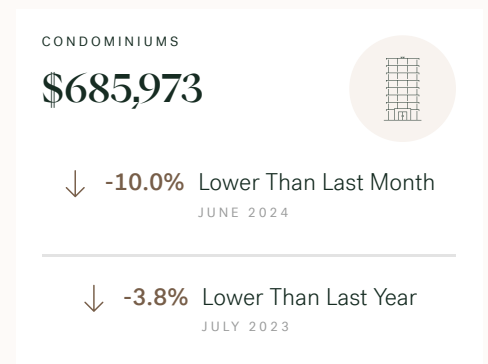 CONDOMINIUMS
$685,973
-10.0% Lower Than Last Month
JUNE 2024
-3.8% Lower Than Last Year
JULY 2023